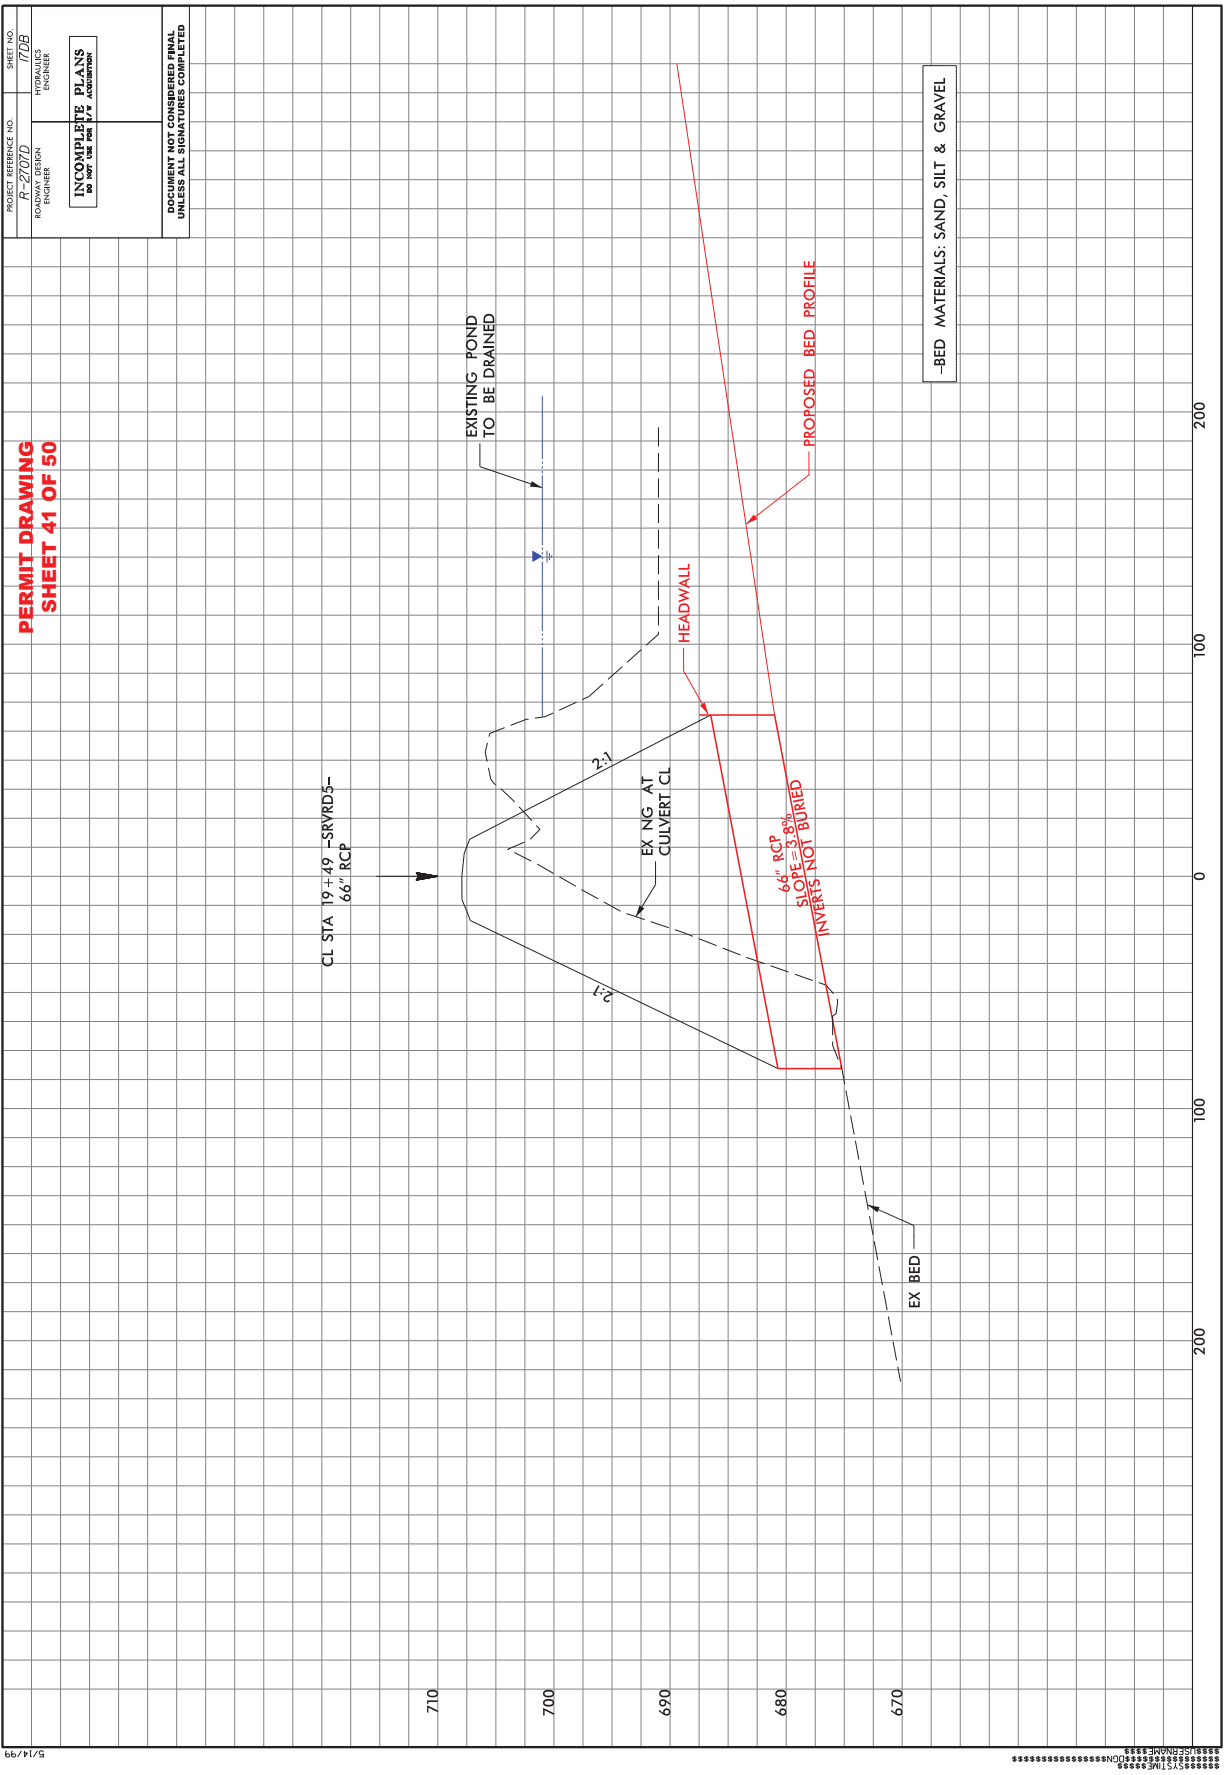 PROJECT REFERENCE NO.
SHEET NO.
R-2707D
17DB
ROADWAY DESIGN
ENGINEER
HYDRAULICS
ENGINEER
INCOMPLETE PLANS
DO NOT USE FOR R/W ACQUISITION
DOCUMENT NOT CONSIDERED FINAL
UNLESS ALL SIGNATURES COMPLETED
PERMIT DRAWING
SHEET 41 OF 50
5/14/99
CL STA 19+49 -SRVRD5-
66" RCP
EXISTING POND
TO BE DRAINED
2:1
2:1
EX NG AT
CULVERT CL
HEADWALL
66" RCP
SLOPE = 3.8%
INVERTS NOT BURIED
PROPOSED BED PROFILE
EX BED
-BED MATERIALS: SAND, SILT & GRAVEL
710
700
690
680
670
200
100
0
100
200